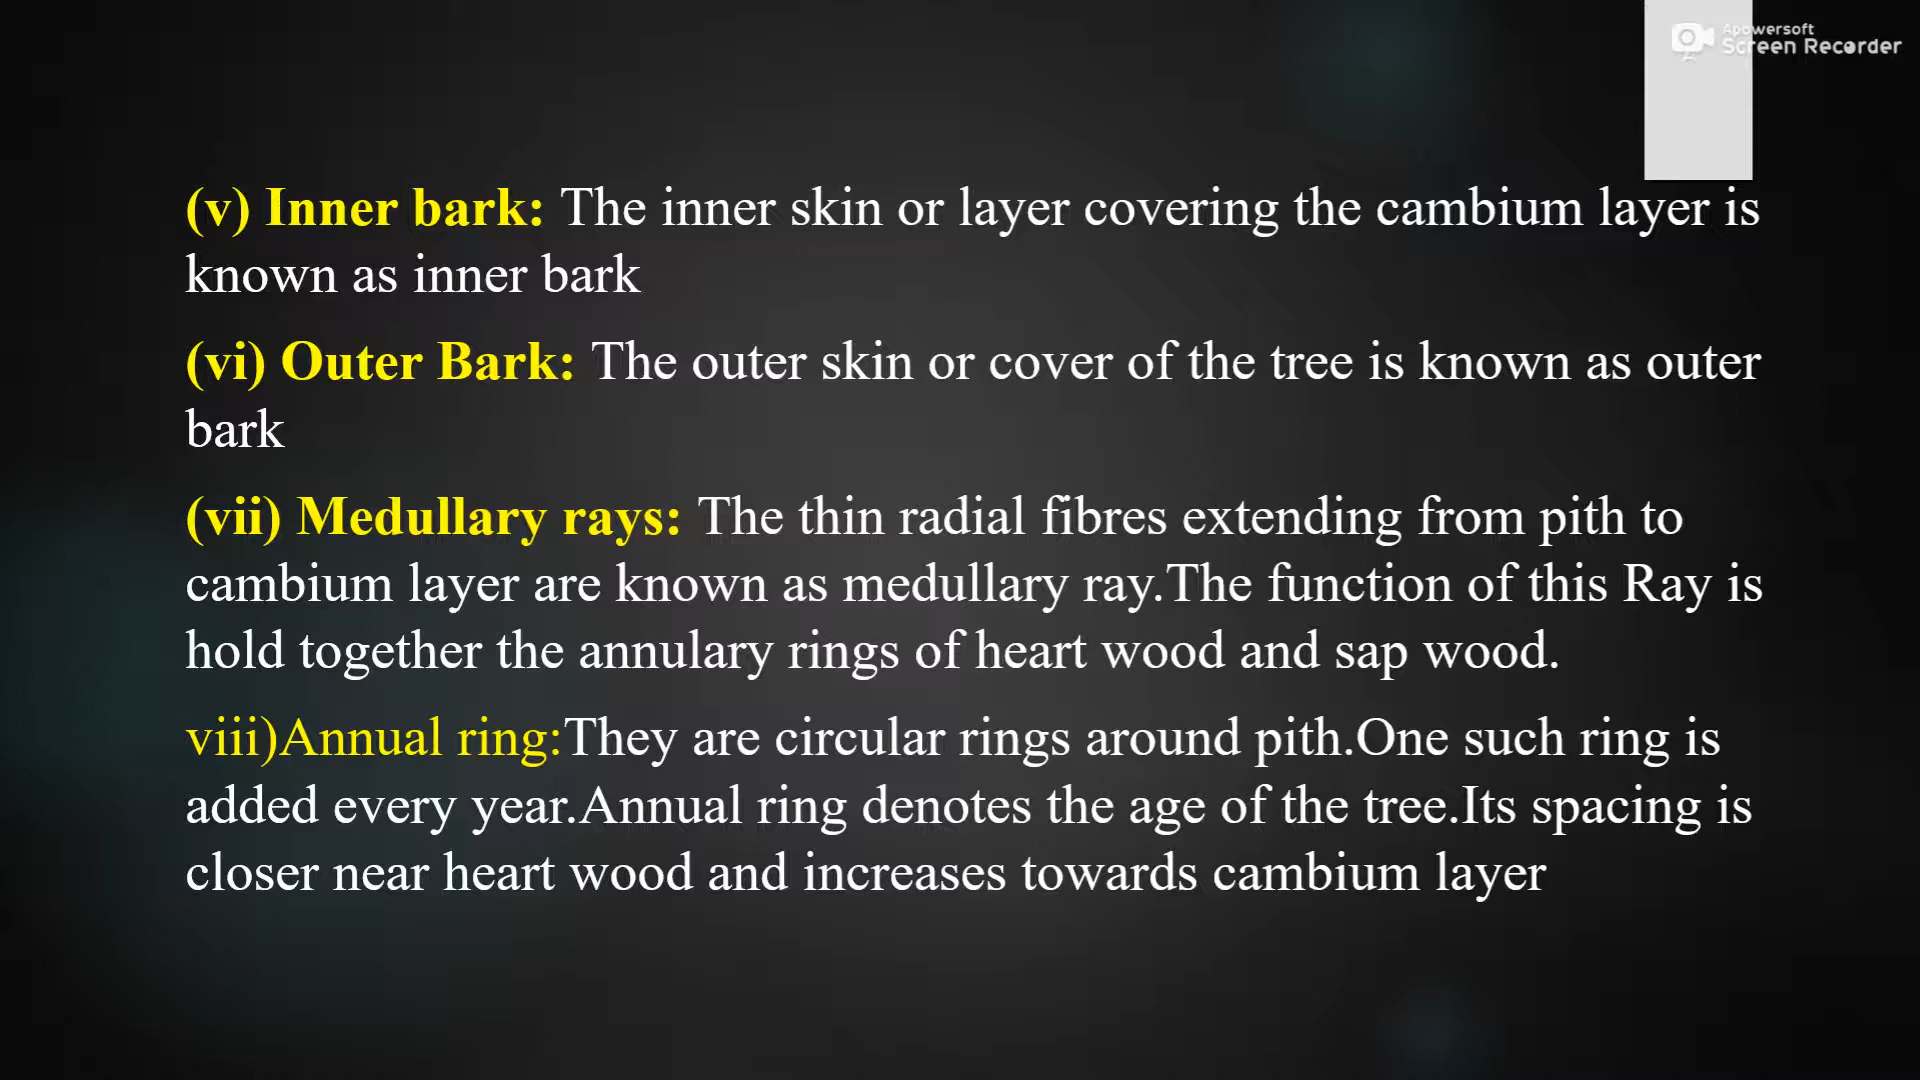 Apowersoft
Screen Recorder
(v) Inner bark: The inner skin or layer covering the cambium layer is
known as inner bark
(vi) Outer Bark: The outer skin or cover of the tree is known as outer
bark
(vii) Medullary rays: The thin radial fibres extending from pith to
cambium layer are known as medullary ray.The function of this Ray is
hold together the annulary rings of heart wood and sap wood.
viii)Annual ring:They are circular rings around pith.One such ring is
added every year.Annual ring denotes the age of the tree.Its spacing is
closer near heart wood and increases towards cambium layer